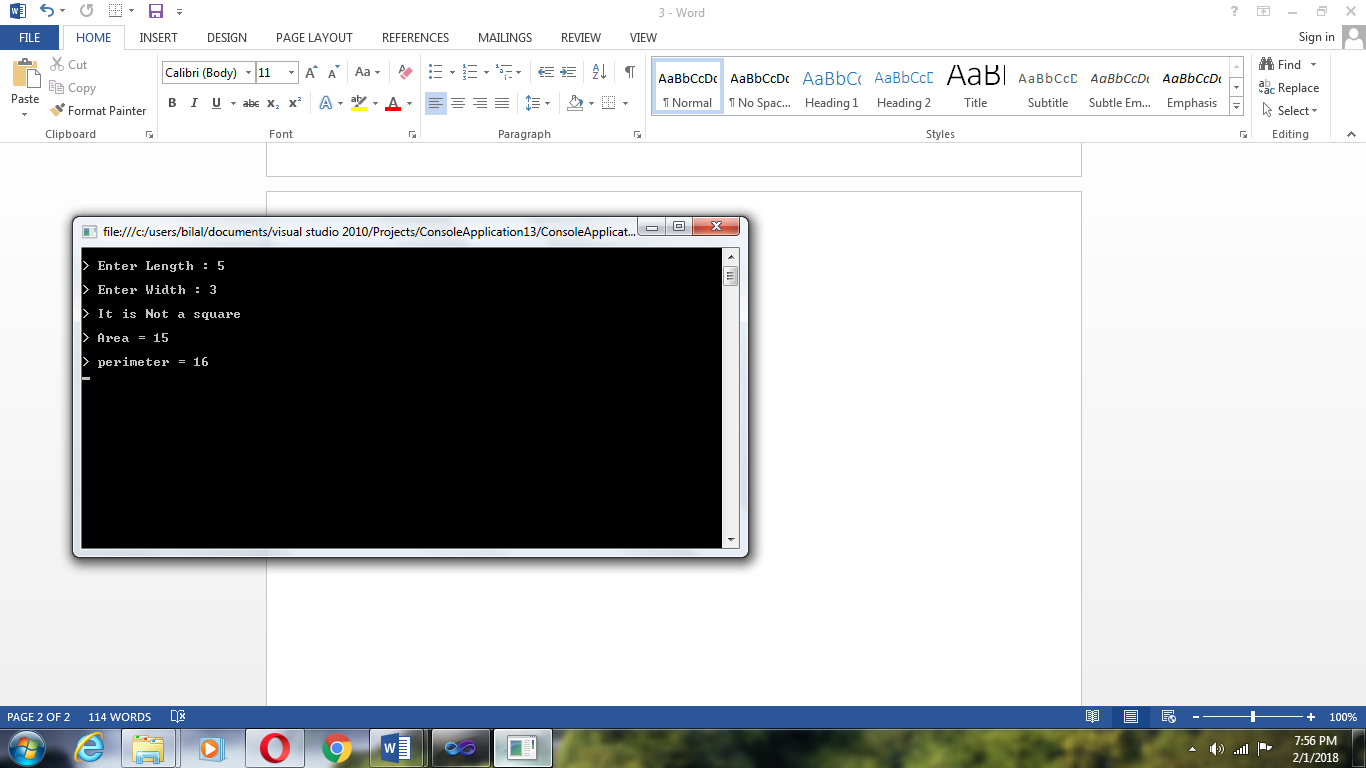 3 - Word
FILE HOME INSERT DESIGN PAGE LAYOUT REFERENCES MAILINGS REVIEW VIEW Sign in
Paste
Cut
Copy
Format Painter
Clipboard
Calibri (Body) 11
Font
Paragraph
AaBbCcDc AaBbCcDc AaBbCc AaBbCcD AaB AaBbCcD AaBbCcDc AaBbCcDc
¶ Normal ¶ No Spac... Heading 1 Heading 2 Title Subtitle Subtle Em... Emphasis
Styles
Find
Replace
Select
Editing
file:///c:/users/bilal/documents/visual studio 2010/Projects/ConsoleApplication13/ConsoleApplicat...
> Enter Length : 5
> Enter Width : 3
> It is Not a square
> Area = 15
> perimeter = 16
PAGE 2 OF 2 114 WORDS 100%
7:56 PM
2/1/2018